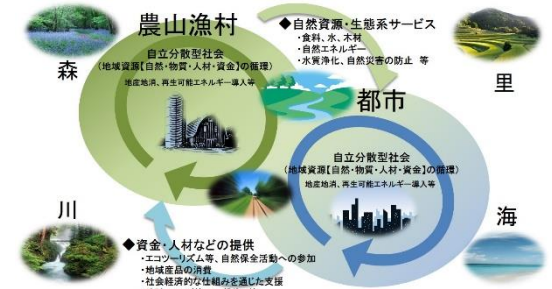 農山漁村
自立分散型社会
(地域資源【自然・物質・人材・資金】の循環)
地産地消、再生可能エネルギー導入等
森
◆自然資源・生態系サービス
・食料、水、木材
・自然エネルギー
・水質浄化、自然災害の防止 等
里
都市
自立分散型社会
(地域資源【自然・物質・人材・資金】の循環)
地産地消、再生可能エネルギー導入等
川
◆資金・人材などの提供
・エコツーリズム等、自然保全活動への参加
・地域産品の消費
・社会経済的な仕組みを通じた支援
海